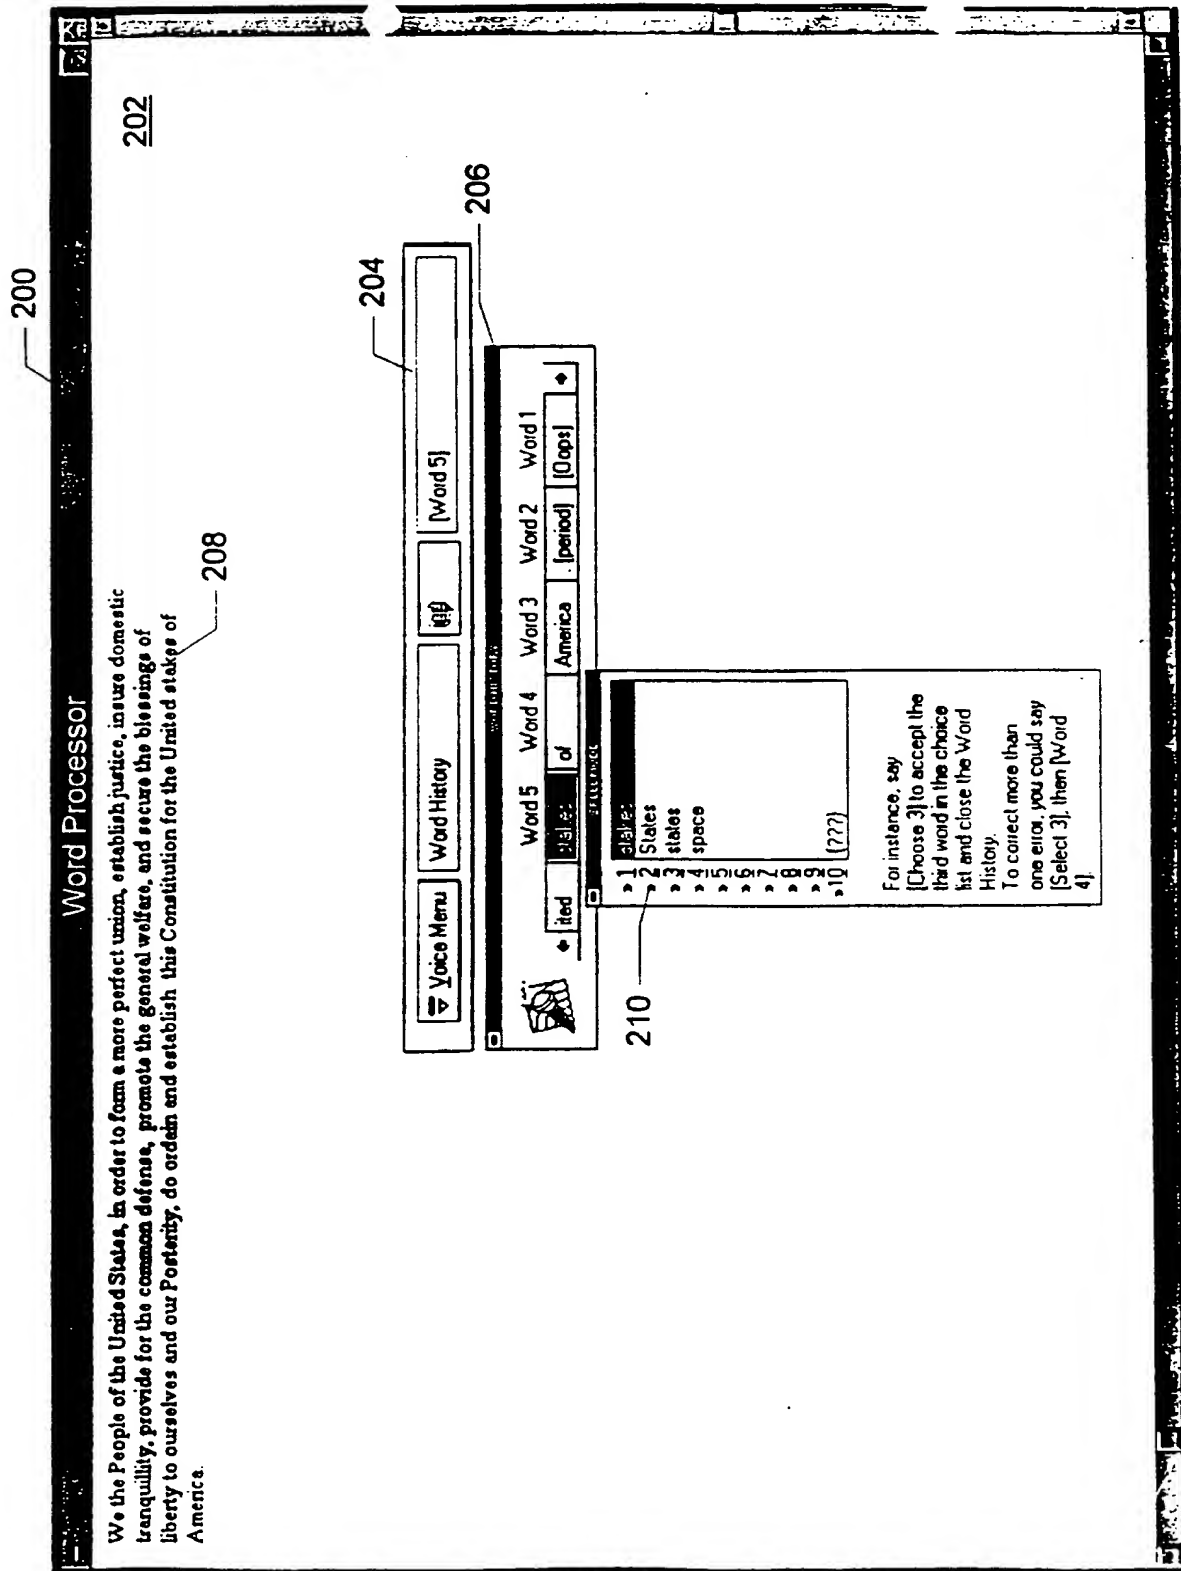 200
Word Processor
202
We the People of the United States, in order to form a more perfect union, establish justice, insure domestic
tranquillity, provide for the common defense, promote the general welfare, and secure the blessings of
liberty to ourselves and our Posterity, do ordain and establish this Constitution for the United stakes of
America.
208
204
Voice Menu
Word History
[Word 5]
206
Word 5 Word 4 Word 3 Word 2 Word 1
ited stakes of America . [period] [Oops]
210
» 1 stakes
» 2 States
» 3 states
» 4 space
» 5
» 6
» 7
» 8
» 9
»10 [???]
For instance, say
[Choose 3] to accept the
third word in the choice
list and close the Word
History.
To correct more than
one error, you could say
[Select 3], then [Word
4].